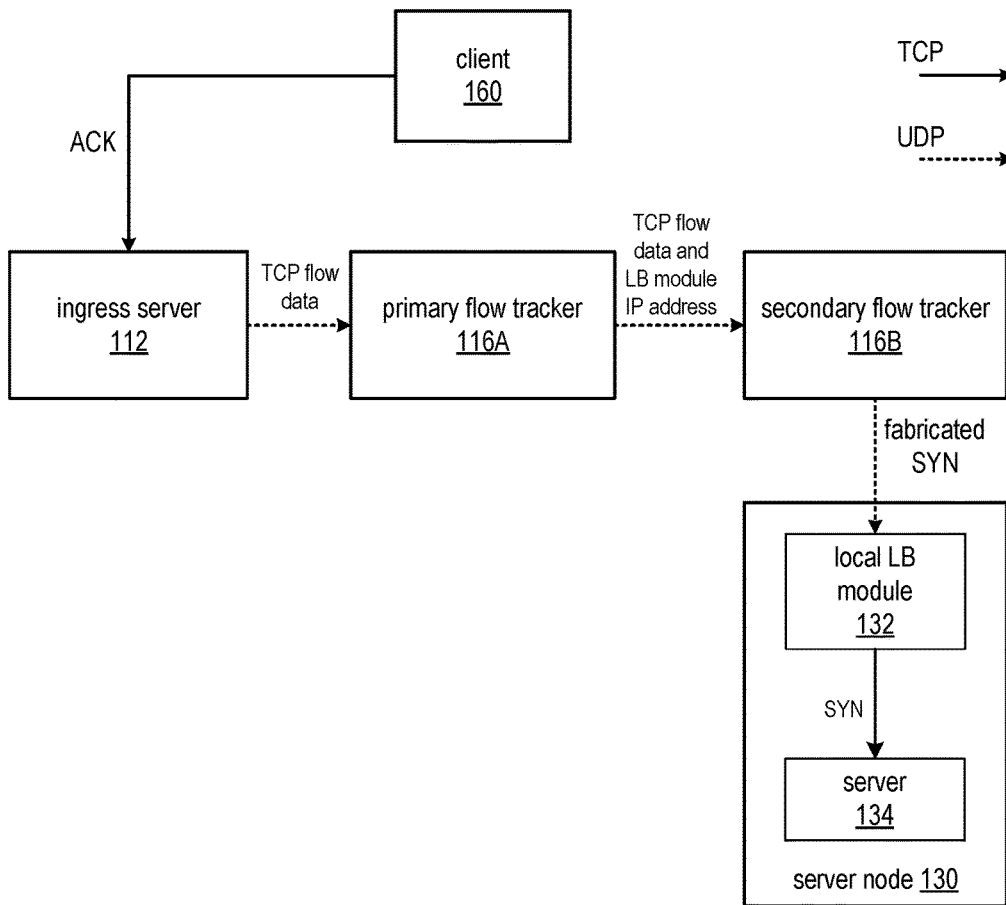 client
160
TCP
UDP
ACK
ingress server
112
TCP flow
data
primary flow tracker
116A
TCP flow
data and
LB module
IP address
secondary flow tracker
116B
fabricated
SYN
local LB
module
132
SYN
server
134
server node 130